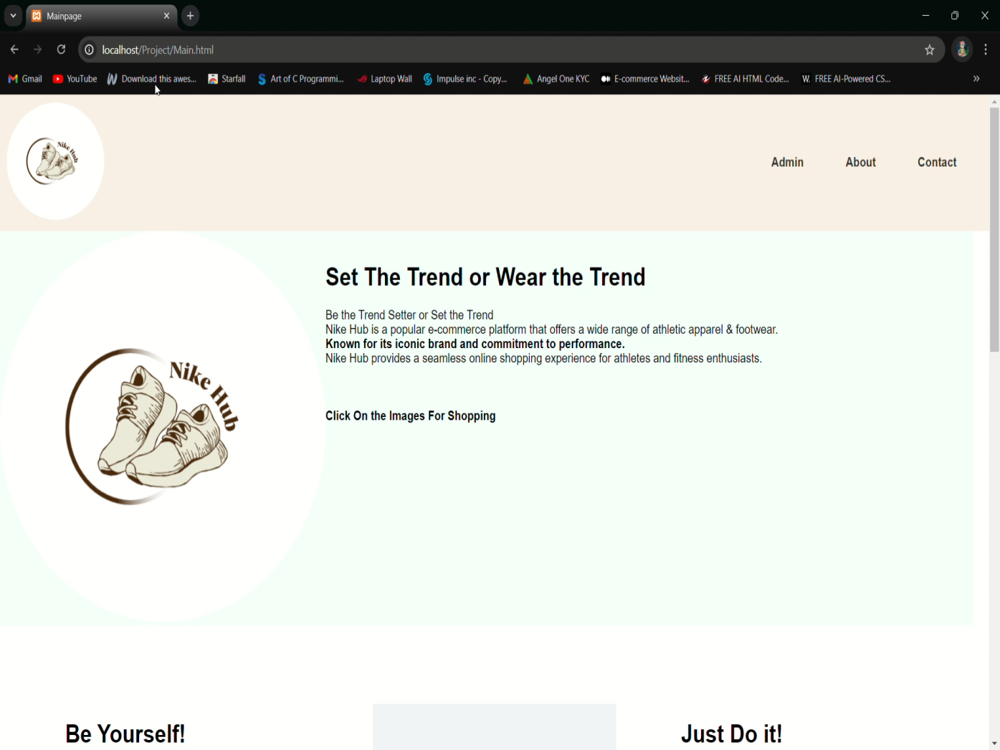 Mainpage
localhost/Project/Main.html
Gmail YouTube Download this awes... Starfall Art of C Programmi... Laptop Wall Impulse inc - Copy... Angel One KYC E-commerce Websit... FREE AI HTML Code... W. FREE AI-Powered CS...
Nike Hub
Admin About Contact
Set The Trend or Wear the Trend
Be the Trend Setter or Set the Trend
Nike Hub is a popular e-commerce platform that offers a wide range of athletic apparel & footwear.
Known for its iconic brand and commitment to performance.
Nike Hub provides a seamless online shopping experience for athletes and fitness enthusiasts.
Nike Hub
Click On the Images For Shopping
Be Yourself! Just Do it!